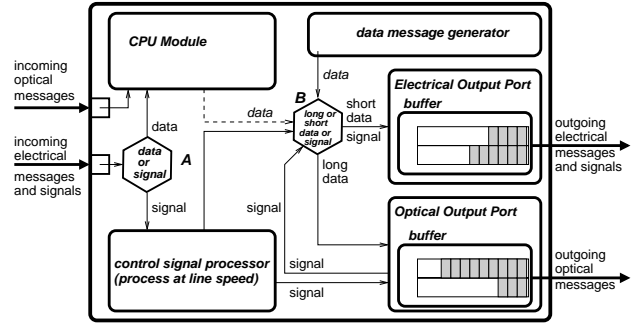 CPU Module
data message generator
incoming
optical
messages
data
B
Electrical Output Port
buffer
data
long or
short
data or
signal
short
data
signal
outgoing
electrical
messages
and signals
incoming
electrical
messages
and signals
data
data
or
signal
A
long
data
signal
signal
Optical Output Port
buffer
control signal processor
(process at line speed)
signal
signal
outgoing
optical
messages